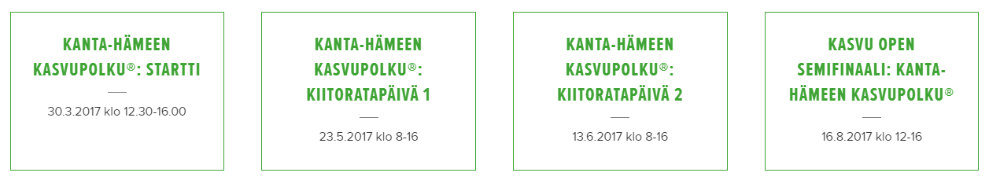 KANTA-HÄMEEN
KASVUPOLKU®: STARTTI
30.3.2017 klo 12.30-16.00
KANTA-HÄMEEN
KASVUPOLKU®:
KIITORATAPÄIVÄ 1
23.5.2017 klo 8-16
KANTA-HÄMEEN
KASVUPOLKU®:
KIITORATAPÄIVÄ 2
13.6.2017 klo 8-16
KASVU OPEN
SEMIFINAALI: KANTA-
HÄMEEN KASVUPOLKU®
16.8.2017 klo 12-16